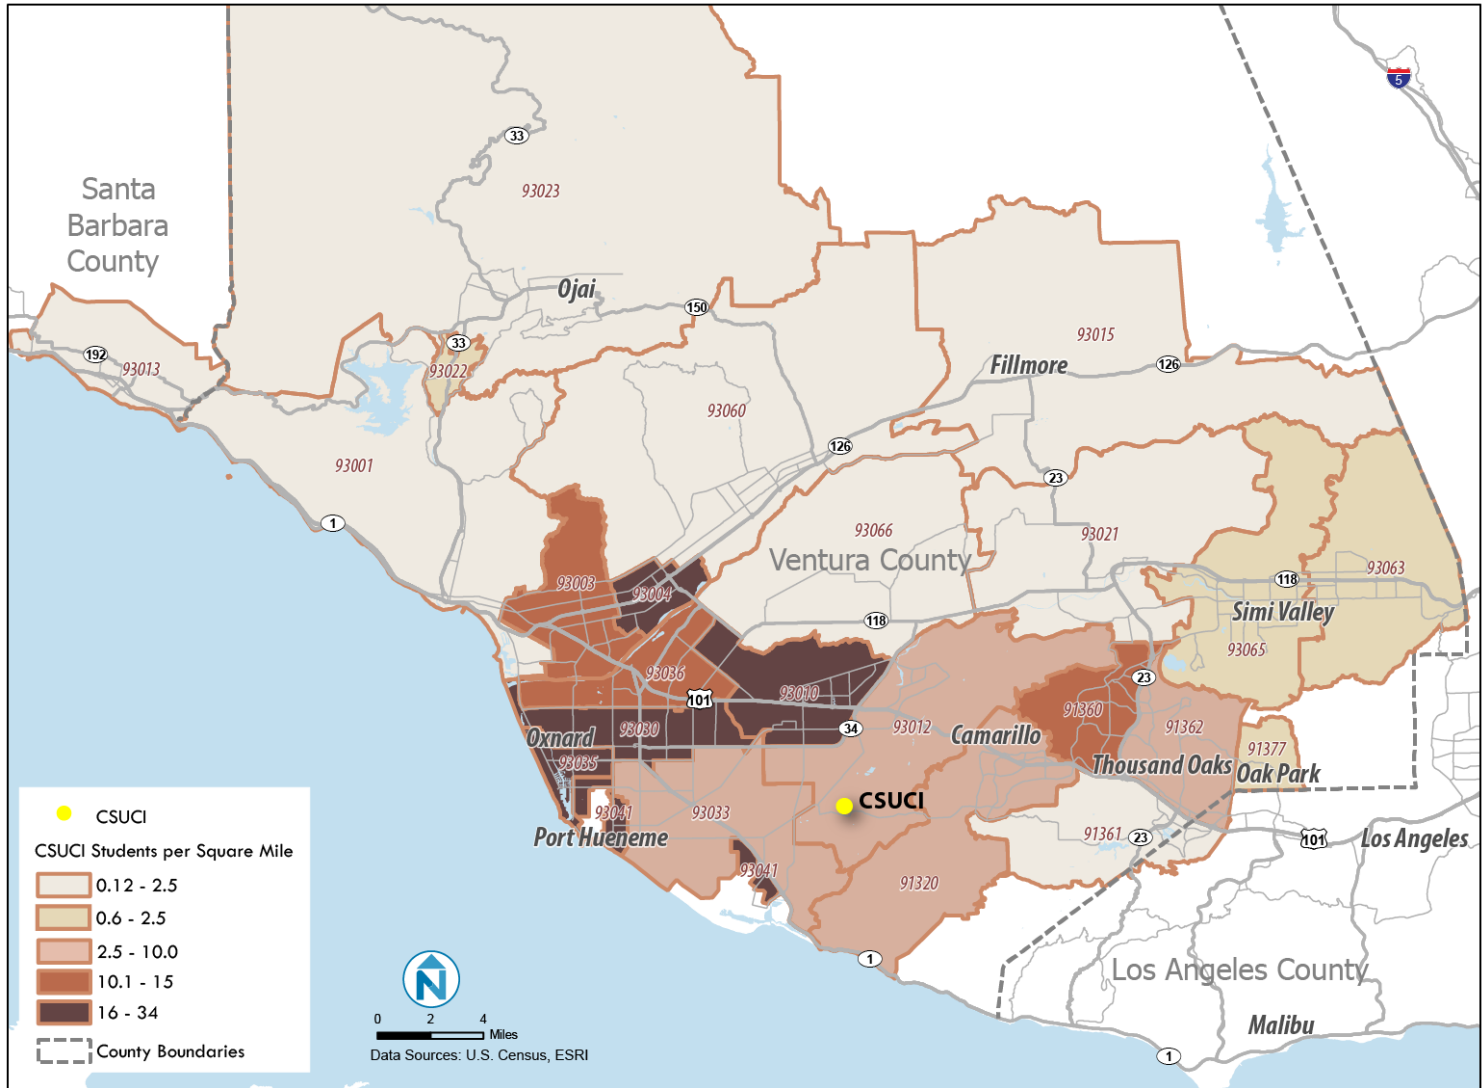 5
33
93023
Santa
Barbara
County
Ojai
150
33
192
93013
93022
93015
Fillmore
126
93060
126
93001
23
1
93066
93021
Ventura County
93003
93004
118
93063
118
Simi Valley
93065
93036
93010
101
23
91360
93030
34
93012
Camarillo
91362
Oxnard
93035
Thousand Oaks
91377
Oak Park
CSUCI
93041
93033
Port Hueneme
91361
23
101
Los Angeles
93041
91320
1
Los Angeles County
Malibu
1
CSUCI
CSUCI Students per Square Mile
0.12 - 2.5
0.6 - 2.5
2.5 - 10.0
10.1 - 15
16 - 34
County Boundaries
N
0 2 4
Miles
Data Sources: U.S. Census, ESRI